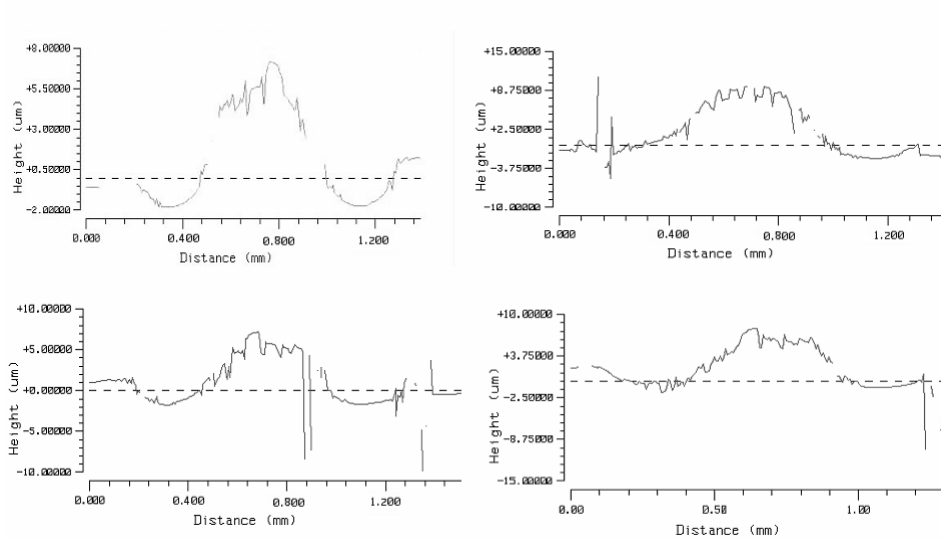 +8.00000
+5.50000
+3.00000
+0.50000
-2.00000
Height (um)
0.000 0.400 0.800 1.200
Distance (mm)
+15.00000
+8.75000
+2.50000
-3.75000
-10.00000
Height (um)
0.000 0.400 0.800 1.200
Distance (mm)
+10.00000
+5.00000
+0.00000
-5.00000
-10.00000
Height (um)
0.000 0.400 0.800 1.200
Distance (mm)
+10.00000
+3.75000
-2.50000
-8.75000
-15.00000
Height (um)
0.00 0.50 1.00
Distance (mm)